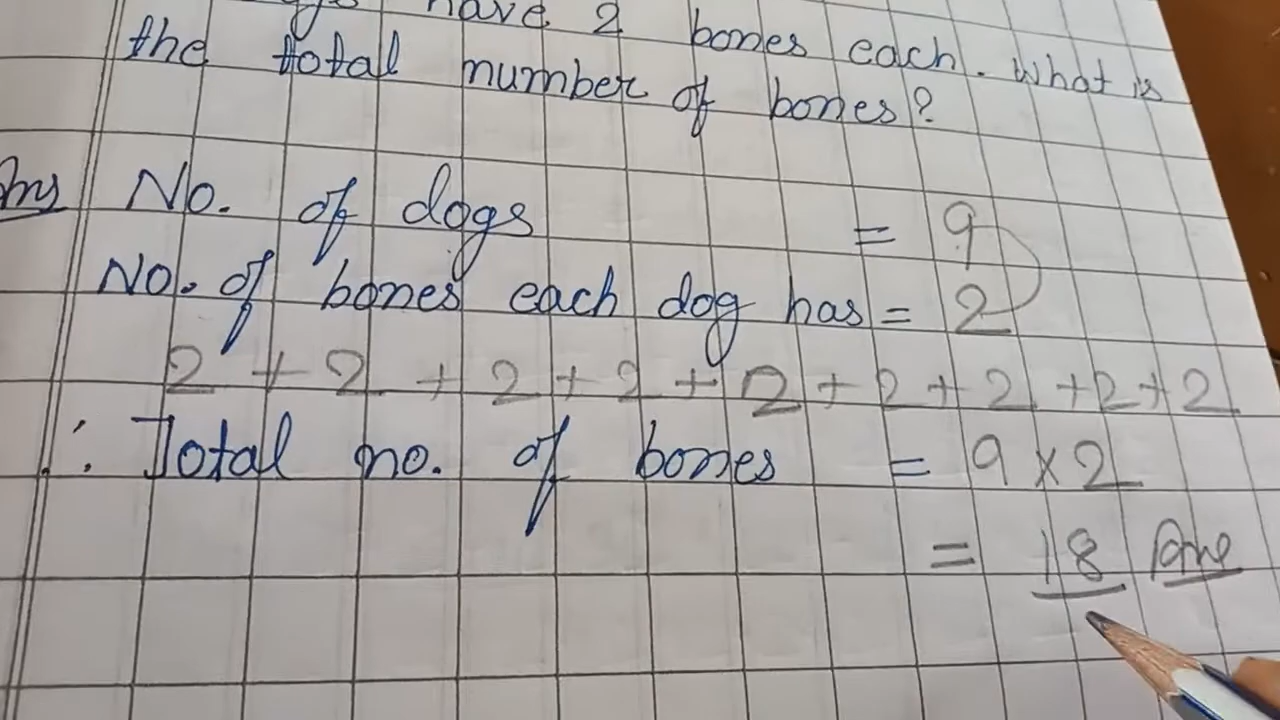 have 2 bones each. What is
the total number of bones?
Ans No. of dogs = 9
No. of bones each dog has = 2
2 + 2 + 2 + 2 + 2 + 2 + 2 + 2 + 2
∴ Total no. of bones = 9 × 2
= 18 Ans